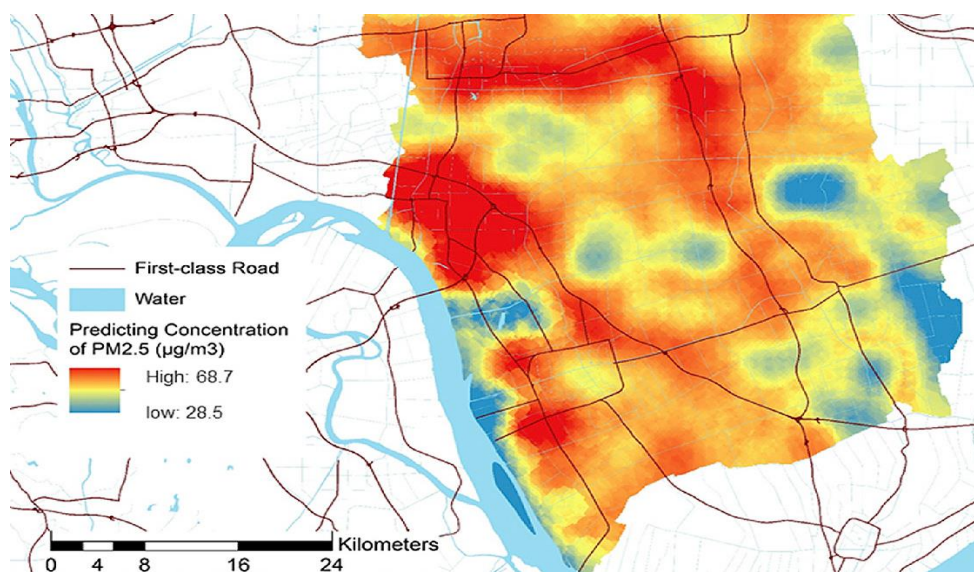 First-class Road
Water
Predicting Concentration
of PM2.5 (µg/m3)
High: 68.7
low: 28.5
Kilometers
0 4 8 16 24